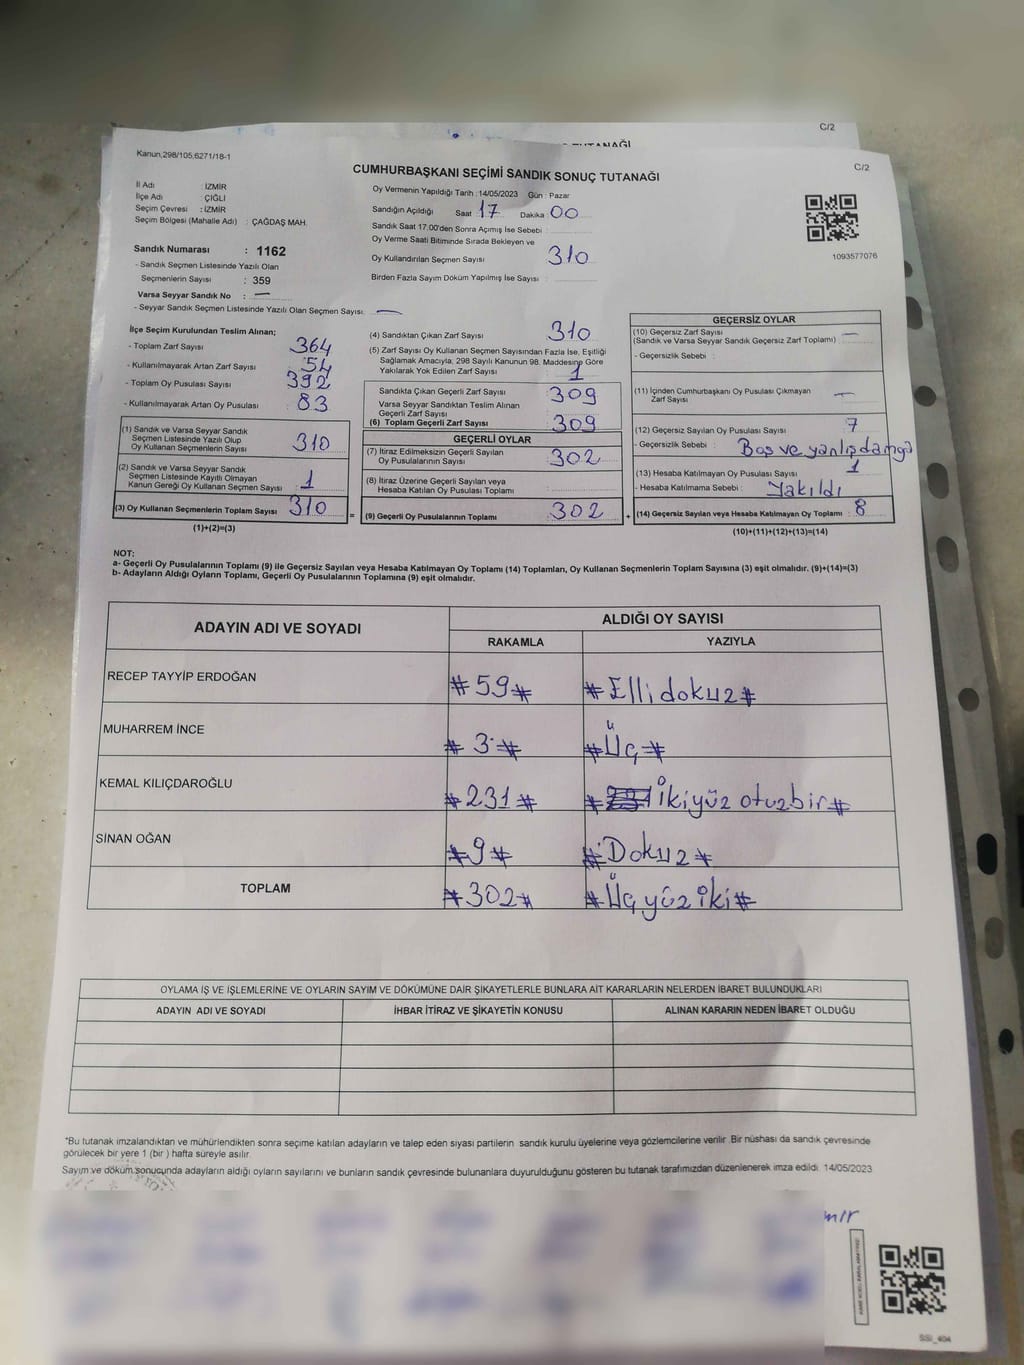 C/2
TUTANAĞI
Kanun,298/105,6271/18-1
C/2
CUMHURBAŞKANI SEÇİMİ SANDIK SONUÇ TUTANAĞI
İl Adı : İZMİR
İlçe Adı : ÇİĞLİ
Seçim Çevresi : İZMİR
Seçim Bölgesi (Mahalle Adı) : ÇAĞDAŞ MAH.
Oy Vermenin Yapıldığı Tarih : 14/05/2023 Gün : Pazar
Sandığın Açıldığı Saat 17 Dakika 00
Sandık Saat 17.00'den Sonra Açımış İse Sebebi :
Oy Verme Saati Bitiminde Sırada Bekleyen ve
Oy Kullandırılan Seçmen Sayısı 310
Birden Fazla Sayım Döküm Yapılmış İse Sayısı :
1093577076
Sandık Numarası : 1162
- Sandık Seçmen Listesinde Yazılı Olan
Seçmenlerin Sayısı : 359
Varsa Seyyar Sandık No : —
- Seyyar Sandık Seçmen Listesinde Yazılı Olan Seçmen Sayısı: —
İlçe Seçim Kurulundan Teslim Alınan;
- Toplam Zarf Sayısı 364
- Kullanılmayarak Artan Zarf Sayısı : 54
- Toplam Oy Pusulası Sayısı 392
- Kullanılmayarak Artan Oy Pusulası : 83
(1) Sandık ve Varsa Seyyar Sandık
Seçmen Listesinde Yazılı Olup
Oy Kullanan Seçmenlerin Sayısı 310
(2) Sandık ve Varsa Seyyar Sandık
Seçmen Listesinde Kayıtlı Olmayan
Kanun Gereği Oy Kullanan Seçmen Sayısı 1
(3) Oy Kullanan Seçmenlerin Toplam Sayısı 310
(1)+(2)=(3)
(4) Sandıktan Çıkan Zarf Sayısı 310
(5) Zarf Sayısı Oy Kullanan Seçmen Sayısından Fazla İse, Eşitliği
Sağlamak Amacıyla, 298 Sayılı Kanunun 98. Maddesine Göre
Yakılarak Yok Edilen Zarf Sayısı : 1
Sandıkta Çıkan Geçerli Zarf Sayısı : 309
Varsa Seyyar Sandıktan Teslim Alınan
Geçerli Zarf Sayısı :
(6) Toplam Geçerli Zarf Sayısı : 309
GEÇERLİ OYLAR
(7) İtiraz Edilmeksizin Geçerli Sayılan
Oy Pusulalarının Sayısı : 302
(8) İtiraz Üzerine Geçerli Sayılan veya
Hesaba Katılan Oy Pusulası Toplamı
= (9) Geçerli Oy Pusulalarının Toplamı : 302 +
GEÇERSİZ OYLAR
(10) Geçersiz Zarf Sayısı —
(Sandık ve Varsa Seyyar Sandık Geçersiz Zarf Toplamı)
- Geçersizlik Sebebi :
(11) İçinden Cumhurbaşkanı Oy Pusulası Çıkmayan
Zarf Sayısı —
(12) Geçersiz Sayılan Oy Pusulası Sayısı : 7
- Geçersizlik Sebebi : Boş ve yanlış damga
(13) Hesaba Katılmayan Oy Pusulası Sayısı 1
- Hesaba Katılmama Sebebi : Yakıldı
(14) Geçersiz Sayılan veya Hesaba Katılmayan Oy Toplamı : 8
(10)+(11)+(12)+(13)=(14)
NOT:
a- Geçerli Oy Pusulalarının Toplamı (9) ile Geçersiz Sayılan veya Hesaba Katılmayan Oy Toplamı (14) Toplamları, Oy Kullanan Seçmenlerin Toplam Sayısına (3) eşit olmalıdır. (9)+(14)=(3)
b- Adayların Aldığı Oyların Toplamı, Geçerli Oy Pusulalarının Toplamına (9) eşit olmalıdır.
ADAYIN ADI VE SOYADI ALDIĞI OY SAYISI
RAKAMLA YAZIYLA
RECEP TAYYİP ERDOĞAN #59# #Elli dokuz#
MUHARREM İNCE #3# #Üç#
KEMAL KILIÇDAROĞLU #231# # ikiyüz otuzbir#
SİNAN OĞAN #9# #Dokuz#
TOPLAM #302# #Üçyüz iki#
OYLAMA İŞ VE İŞLEMLERİNE VE OYLARIN SAYIM VE DÖKÜMÜNE DAİR ŞİKAYETLERLE BUNLARA AİT KARARLARIN NELERDEN İBARET BULUNDUKLARI
ADAYIN ADI VE SOYADI İHBAR İTİRAZ VE ŞİKAYETİN KONUSU ALINAN KARARIN NEDEN İBARET OLDUĞU
*Bu tutanak imzalandıktan ve mühürlendikten sonra seçime katılan adayların ve talep eden siyası partilerin sandık kurulu üyelerine veya gözlemcilerine verilir. Bir nüshası da sandık çevresinde
görülecek bir yere 1 (bir ) hafta süreyle asılır.
Sayım ve döküm sonucunda adayların aldığı oyların sayılarını ve bunların sandık çevresinde bulunanlara duyurulduğunu gösteren bu tutanak tarafımızdan düzenlenerek imza edildi. 14/05/2023
SSİ_404